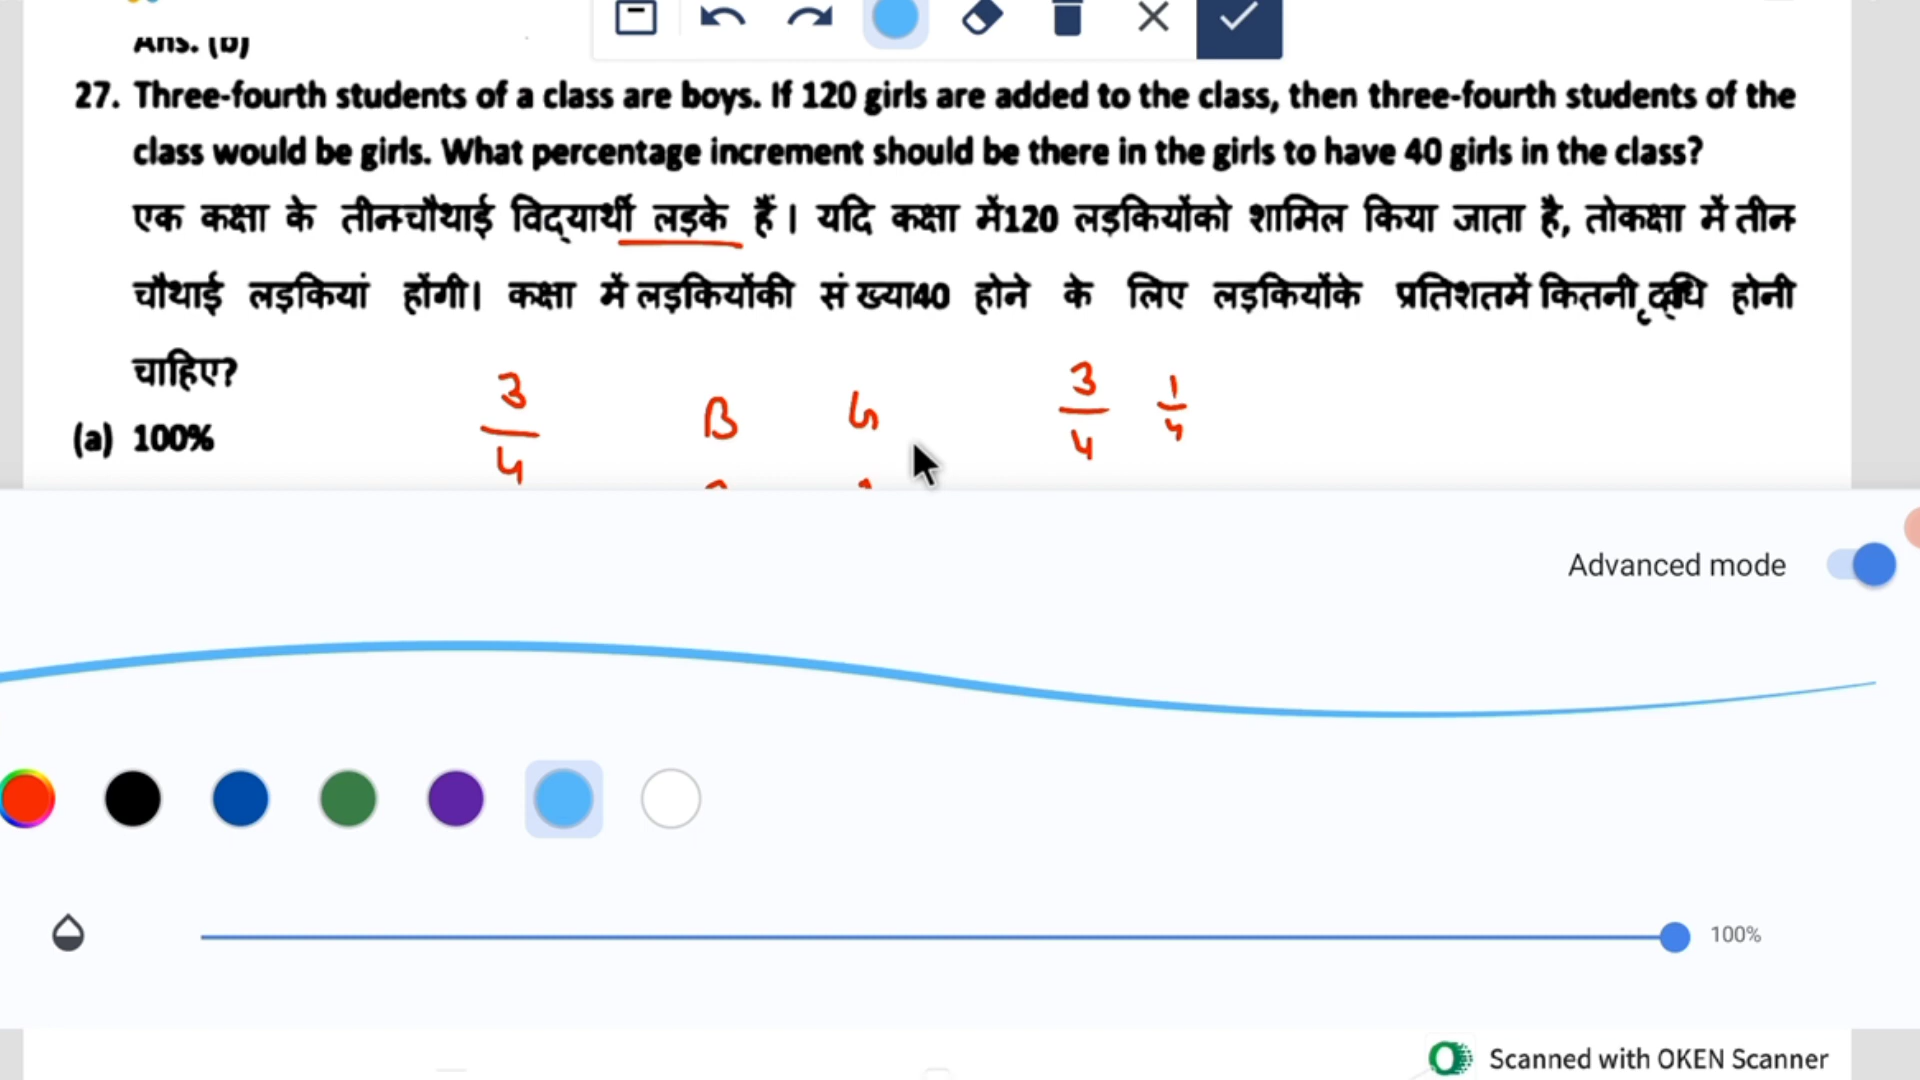 Ans. (b)
27. Three-fourth students of a class are boys. If 120 girls are added to the class, then three-fourth students of the
class would be girls. What percentage increment should be there in the girls to have 40 girls in the class?
एक कक्षा के तीन-चौथाई विद्यार्थी लड़के हैं। यदि कक्षा में120 लड़कियोंको शामिल किया जाता है, तोकक्षा में तीन
चौथाई लड़कियां होंगी। कक्षा में लड़कियोंकी सं ख्या40 होने के लिए लड़कियोंके प्रतिशतमें कितनी होनी
चाहिए?
3/4 B G 3/4 1/4
(a) 100%
Advanced mode
100%
Scanned with OKEN Scanner